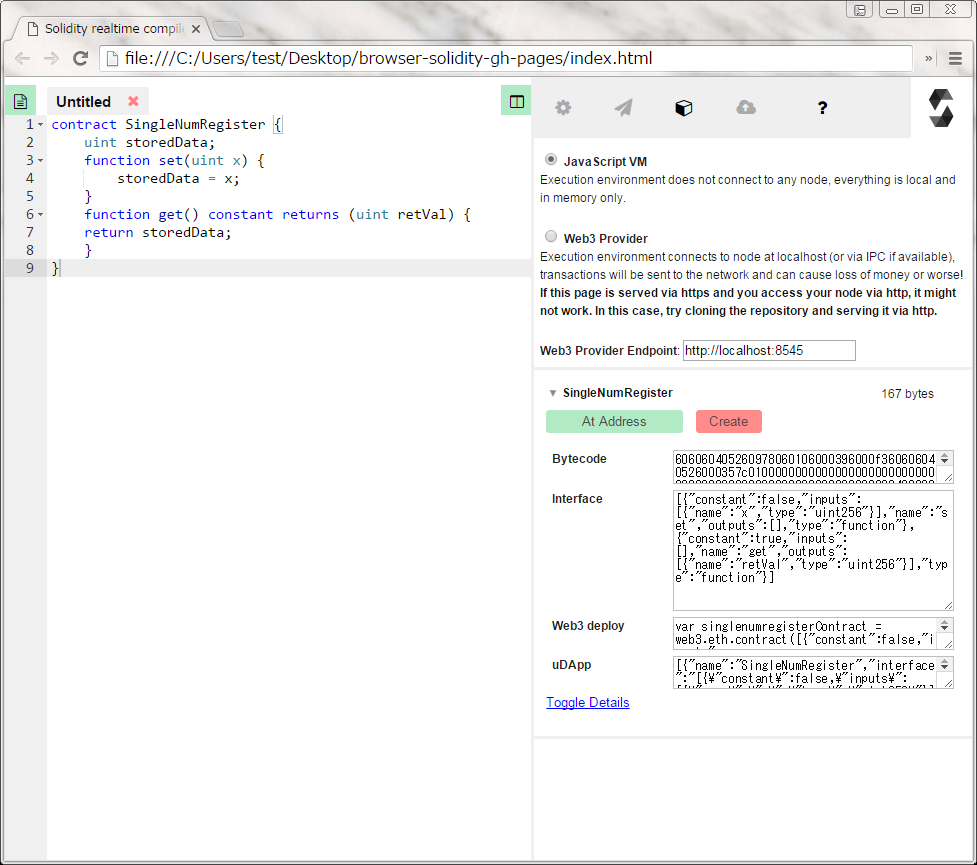 Solidity realtime compil
file:///C:/Users/test/Desktop/browser-solidity-gh-pages/index.html
»
Untitled
?
1 contract SingleNumRegister {
2 uint storedData;
3 function set(uint x) {
4 storedData = x;
5 }
6 function get() constant returns (uint retVal) {
7 return storedData;
8 }
9 }
JavaScript VM
Execution environment does not connect to any node, everything is local and
in memory only.
Web3 Provider
Execution environment connects to node at localhost (or via IPC if available),
transactions will be sent to the network and can cause loss of money or worse!
If this page is served via https and you access your node via http, it might
not work. In this case, try cloning the repository and serving it via http.
Web3 Provider Endpoint: http://localhost:8545
SingleNumRegister 167 bytes
At Address Create
Bytecode
6060604052609780601060003960 00f36060604
0526000357c0100000000000000000000000000
Interface
[{"constant":false,"inputs":
[{"name":"x","type":"uint256"}],"name":"s
et","outputs":[],"type":"function"},
{"constant":true,"inputs":
[],"name":"get","outputs":
[{"name":"retVal","type":"uint256"}],"typ
e":"function"}]
Web3 deploy
var singlenumregisterContract =
web3.eth.contract([{"constant":false,"i
uDApp
[{"name":"SingleNumRegister","interface
":"[{¥"constant¥":false,¥"inputs¥":
Toggle Details